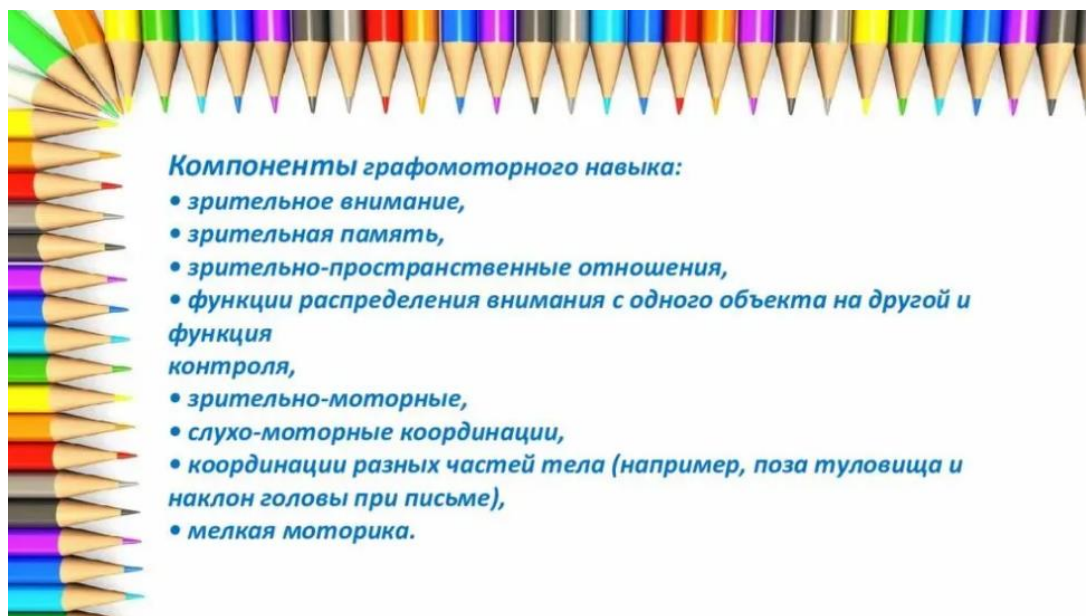 Компоненты графомоторного навыка:
• зрительное внимание,
• зрительная память,
• зрительно-пространственные отношения,
• функции распределения внимания с одного объекта на другой и
функция
контроля,
• зрительно-моторные,
• слухо-моторные координации,
• координации разных частей тела (например, поза туловища и
наклон головы при письме),
• мелкая моторика.